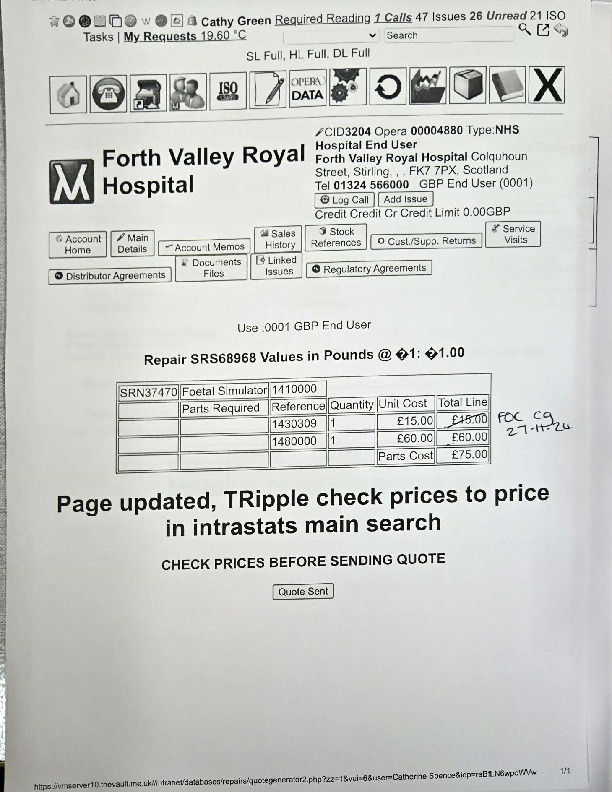 Cathy Green Required Reading 1 Calls 47 Issues 26 Unread 21 ISO
Tasks | My Requests 19.60 °C
Search
SL Full, HL Full, DL Full
ISO
OPERA
DATA
Forth Valley Royal
Hospital
CID3204 Opera 00004880 Type:NHS
Hospital End User
Forth Valley Royal Hospital Colquhoun
Street, Stirling, , , FK7 7PX, Scotland
Tel 01324 566000 GBP End User (0001)
Log Call Add Issue
Credit Credit Cr Credit Limit 0.00GBP
Account Home
Main Details
Account Memos
Sales History
Stock References
Cust./Supp. Returns
Service Visits
Distributor Agreements
Documents Files
Linked Issues
Regulatory Agreements
Use .0001 GBP End User
Repair SRS68968 Values in Pounds @ �1: �1.00
SRN37470 Foetal Simulator 1410000
Parts Required Reference Quantity Unit Cost Total Line
1430309 1 £15.00 £15.00
1480000 1 £60.00 £60.00
Parts Cost £75.00
FOC CG
27-11-24
Page updated, TRipple check prices to price
in intrastats main search
CHECK PRICES BEFORE SENDING QUOTE
Quote Sent
1/1